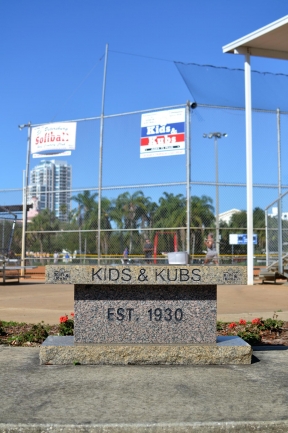 Softball
Kids
Kubs
KIDS & KUBS
EST. 1930